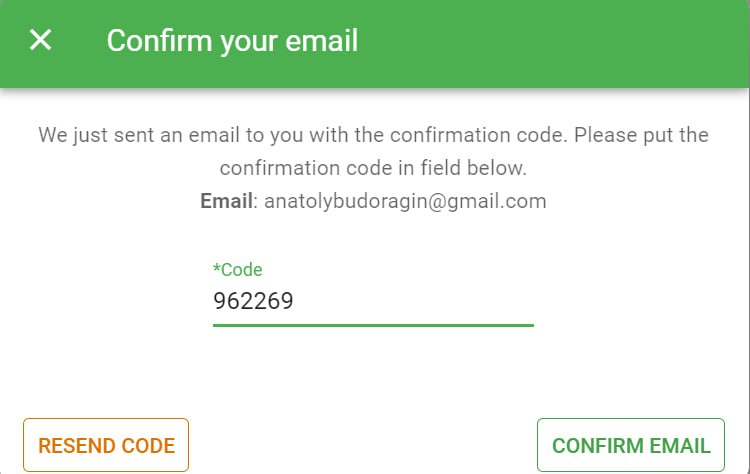 Confirm your email
We just sent an email to you with the confirmation code. Please put the
confirmation code in field below.
Email: anatolybudoragin@gmail.com
*Code
962269
RESEND CODE
CONFIRM EMAIL